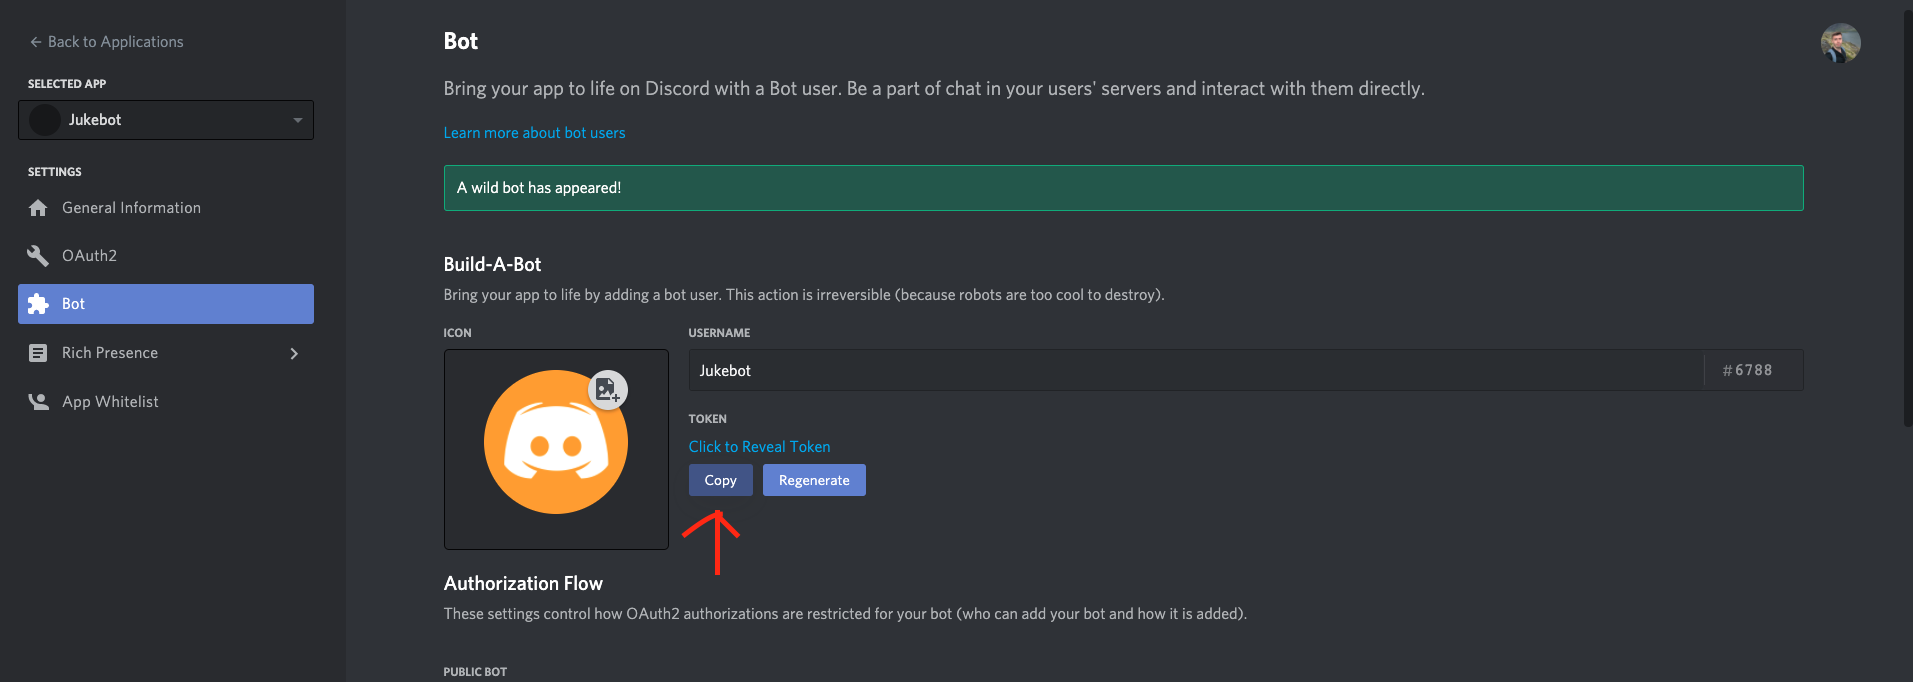 Back to Applications
SELECTED APP
Jukebot
SETTINGS
General Information
OAuth2
Bot
Rich Presence
App Whitelist
Bot
Bring your app to life on Discord with a Bot user. Be a part of chat in your users' servers and interact with them directly.
Learn more about bot users
A wild bot has appeared!
Build-A-Bot
Bring your app to life by adding a bot user. This action is irreversible (because robots are too cool to destroy).
ICON
USERNAME
Jukebot #6788
TOKEN
Click to Reveal Token
Copy Regenerate
Authorization Flow
These settings control how OAuth2 authorizations are restricted for your bot (who can add your bot and how it is added).
PUBLIC BOT